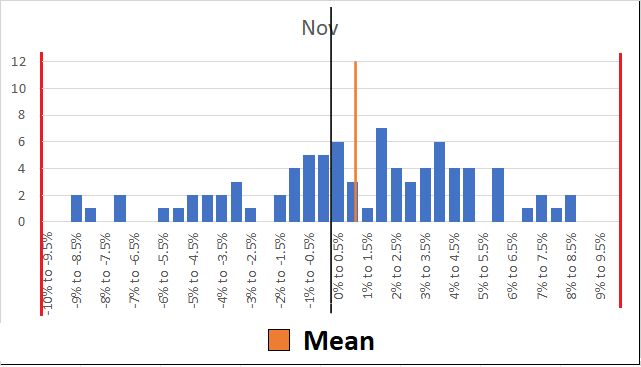 Nov
12
10
8
6
4
2
0
-10% to -9.5%
-9% to -8.5%
-8% to -7.5%
-7% to -6.5%
-6% to -5.5%
-5% to -4.5%
-4% to -3.5%
-3% to -2.5%
-2% to -1.5%
-1% to -0.5%
0% to 0.5%
1% to 1.5%
2% to 2.5%
3% to 3.5%
4% to 4.5%
5% to 5.5%
6% to 6.5%
7% to 7.5%
8% to 8.5%
9% to 9.5%
Mean